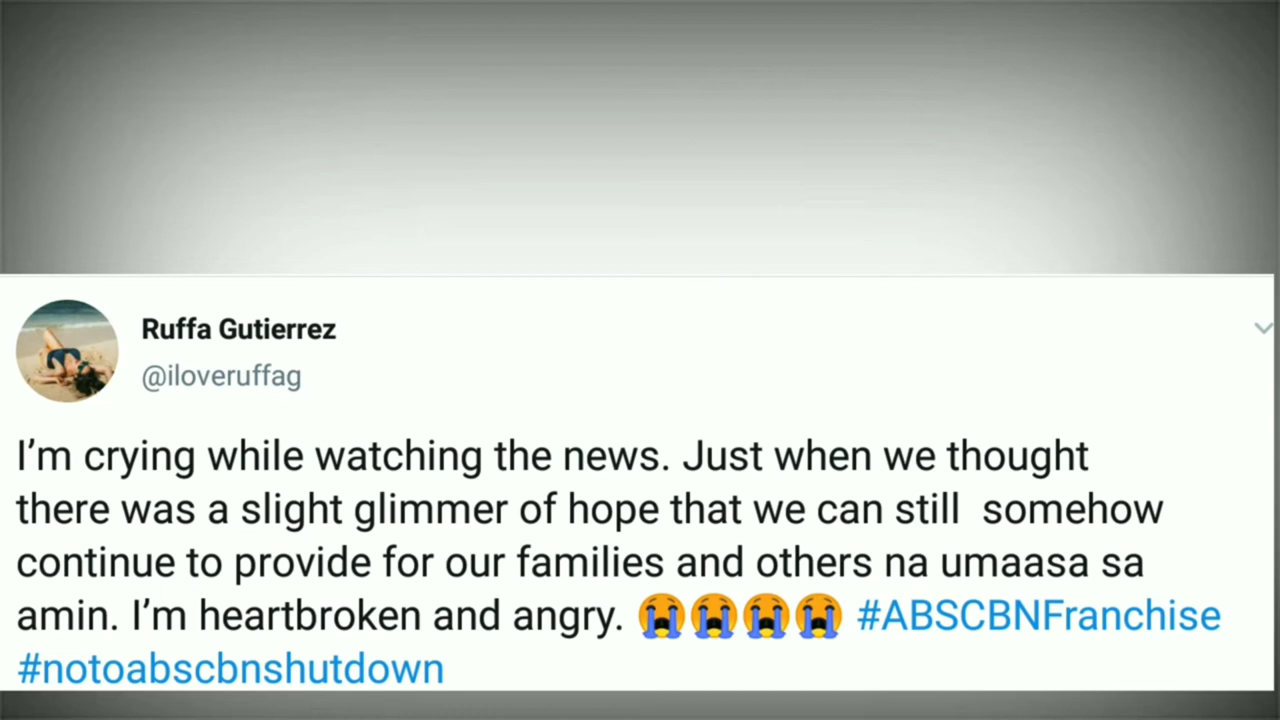 Ruffa Gutierrez
@iloveruffag
I’m crying while watching the news. Just when we thought
there was a slight glimmer of hope that we can still  somehow
continue to provide for our families and others na umaasa sa
amin. I’m heartbroken and angry. 😭😭😭😭 #ABSCBNFranchise
#notoabscbnshutdown